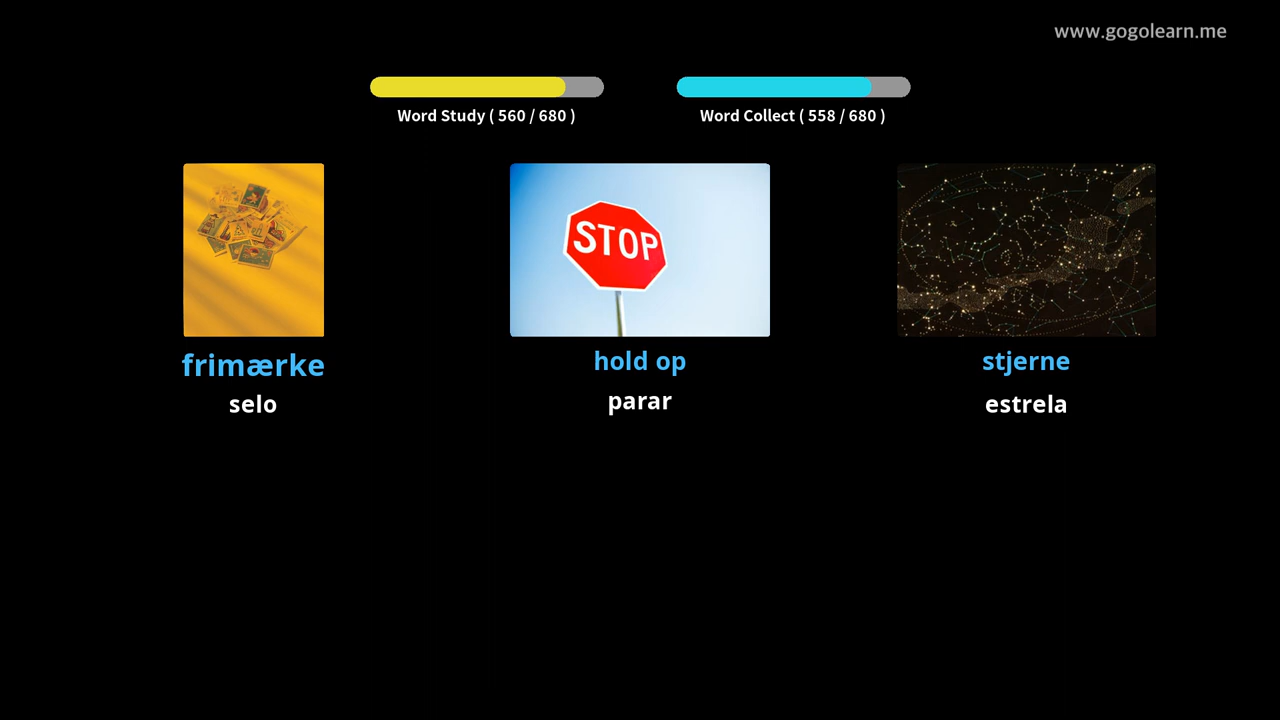 www.gogolearn.me
Word Study ( 560 / 680 )
Word Collect ( 558 / 680 )
STOP
frimærke
selo
hold op
parar
stjerne
estrela